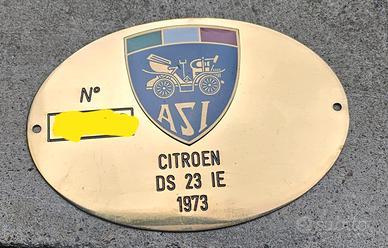 N°
ASI
CITROEN
DS 23 IE
1973